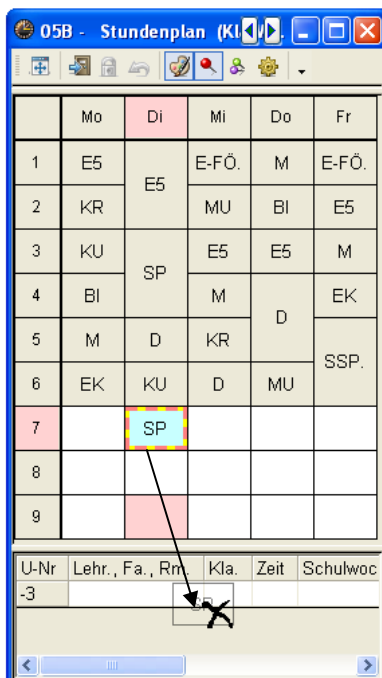 05B - Stundenplan (Kl
Mo Di Mi Do Fr
1 E5 E5 E-FÖ. M E-FÖ.
2 KR MU BI E5
3 KU SP E5 E5 M
4 BI M D EK
5 M D KR SSP.
6 EK KU D MU
7 SP
8
9
U-Nr Lehr., Fa., Rm. Kla. Zeit Schulwoc
-3